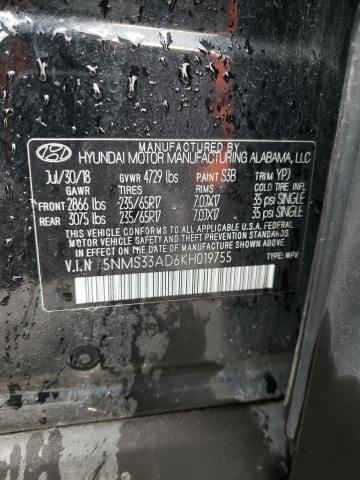 MANUFACTURED BY
HYUNDAI MOTOR MANUFACTURING ALABAMA, LLC
Jul/30/18 GVWR 4729 lbs PAINT S3B TRIM YPJ
GAWR TIRES RIMS COLD TIRE INFL.
FRONT 2866 lbs 235/65R17 7.0JX17 35 psi SINGLE
REAR 3075 lbs 235/65R17 7.0JX17 35 psi SINGLE
THIS VEHICLE CONFORMS TO ALL APPLICABLE U.S.A. FEDERAL
MOTOR VEHICLE SAFETY, BUMPER, AND THEFT PREVENTION
STANDARDS IN EFFECT ON THE DATE OF MANUFACTURE
SHOWN ABOVE.
V.I.N : 5NMS33AD6KH019755 TYPE: MPV